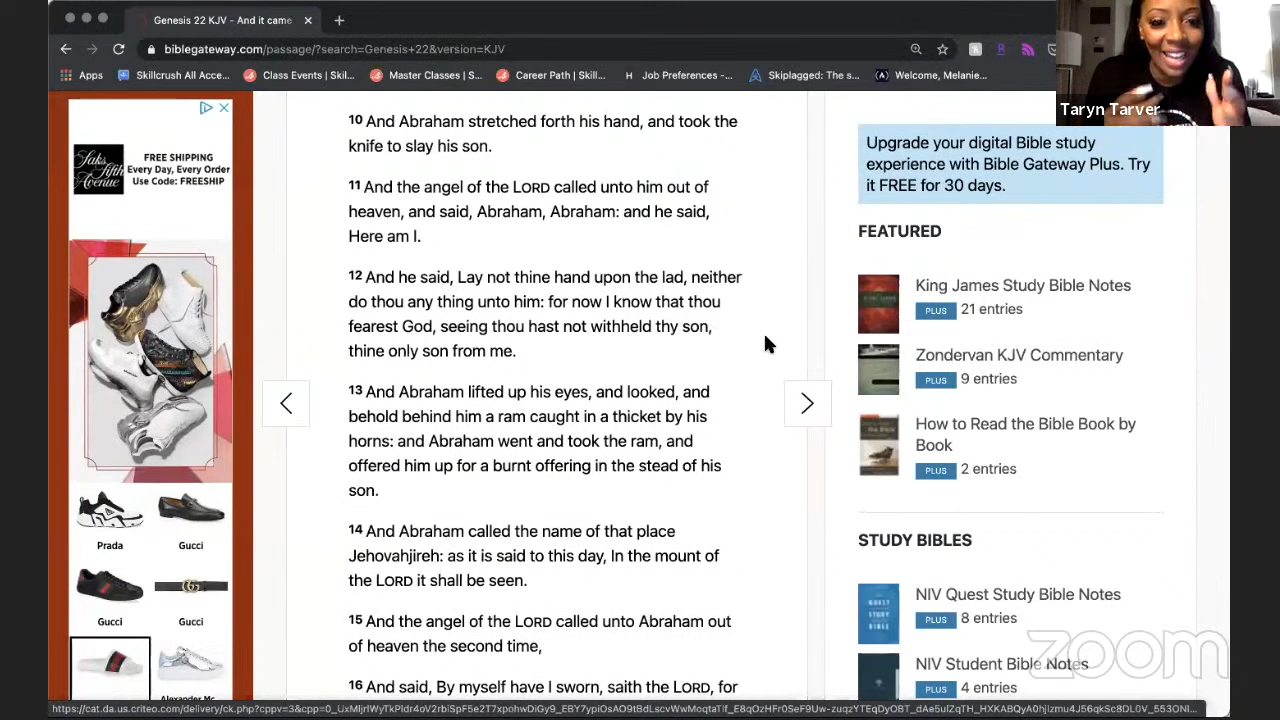 Genesis 22 KJV - And it came
biblegateway.com/passage/?search=Genesis+22&version=KJV
Apps
Skillcrush All Acce...
Class Events | Skil...
Master Classes | S...
Career Path | Skill...
Job Preferences -...
Skiplagged: The s...
Welcome, Melanie...
Taryn Tarver
Saks
Fifth
Avenue
FREE SHIPPING
Every Day, Every Order
Use Code: FREESHIP
Prada
Gucci
Gucci
Gucci
Alexander Mc
10 And Abraham stretched forth his hand, and took the
knife to slay his son.
11 And the angel of the LORD called unto him out of
heaven, and said, Abraham, Abraham: and he said,
Here am I.
12 And he said, Lay not thine hand upon the lad, neither
do thou any thing unto him: for now I know that thou
fearest God, seeing thou hast not withheld thy son,
thine only son from me.
13 And Abraham lifted up his eyes, and looked, and
behold behind him a ram caught in a thicket by his
horns: and Abraham went and took the ram, and
offered him up for a burnt offering in the stead of his
son.
14 And Abraham called the name of that place
Jehovahjireh: as it is said to this day, In the mount of
the LORD it shall be seen.
15 And the angel of the LORD called unto Abraham out
of heaven the second time,
16 And said, By myself have I sworn, saith the LORD, for
Upgrade your digital Bible study
experience with Bible Gateway Plus. Try
it FREE for 30 days.
FEATURED
King James Study Bible Notes
PLUS 21 entries
Zondervan KJV Commentary
PLUS 9 entries
How to Read the Bible Book by
Book
PLUS 2 entries
STUDY BIBLES
NIV Quest Study Bible Notes
PLUS 8 entries
NIV Student Bible Notes
PLUS 4 entries
zoom